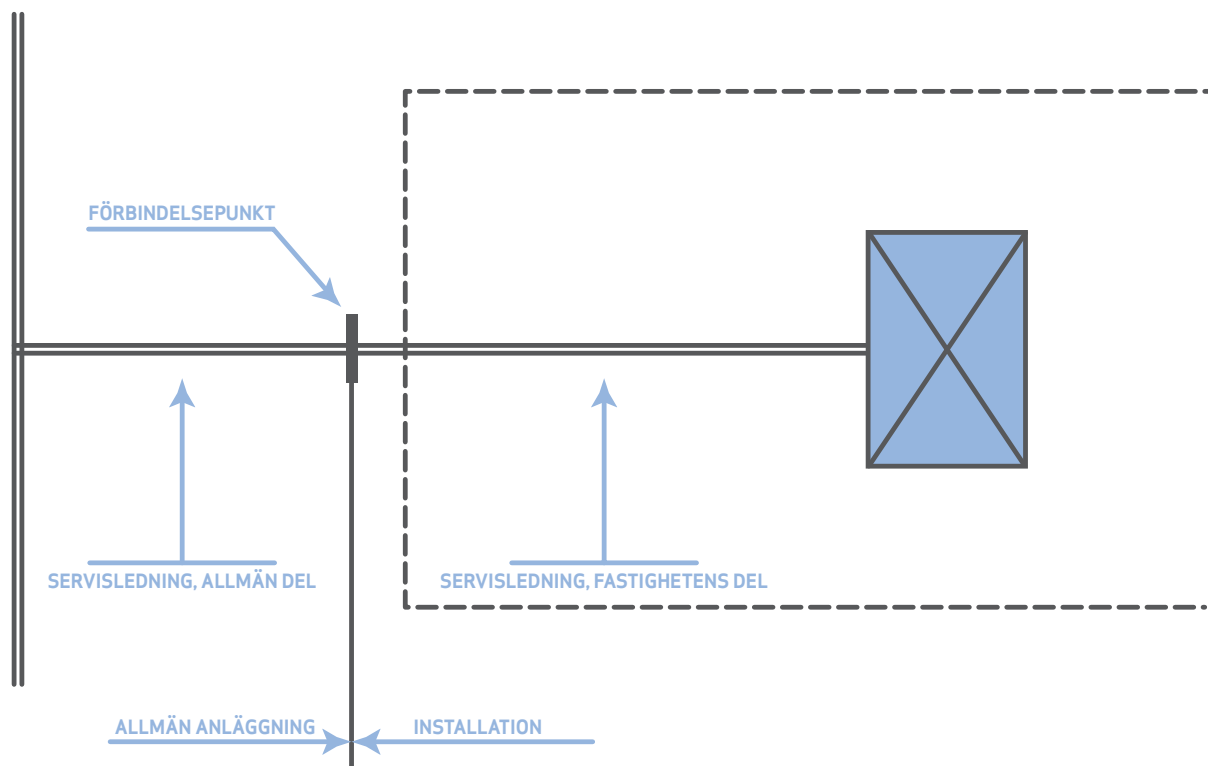 FÖRBINDELSEPUNKT
SERVISLEDNING, ALLMÄN DEL
SERVISLEDNING, FASTIGHETENS DEL
ALLMÄN ANLÄGGNING
INSTALLATION